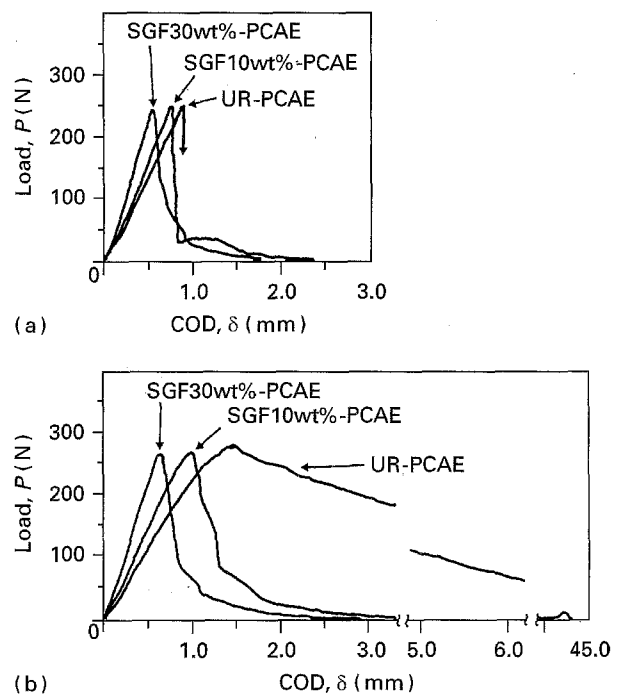 SGF30wt%-PCAE
SGF10wt%-PCAE
UR-PCAE
300
200
100
0
Load, P (N)
1.0 2.0 3.0
(a)
COD, δ (mm)
SGF30wt%-PCAE
SGF10wt%-PCAE
UR-PCAE
300
200
100
0
Load, P (N)
1.0 2.0 3.0 5.0 6.0 45.0
(b)
COD, δ (mm)